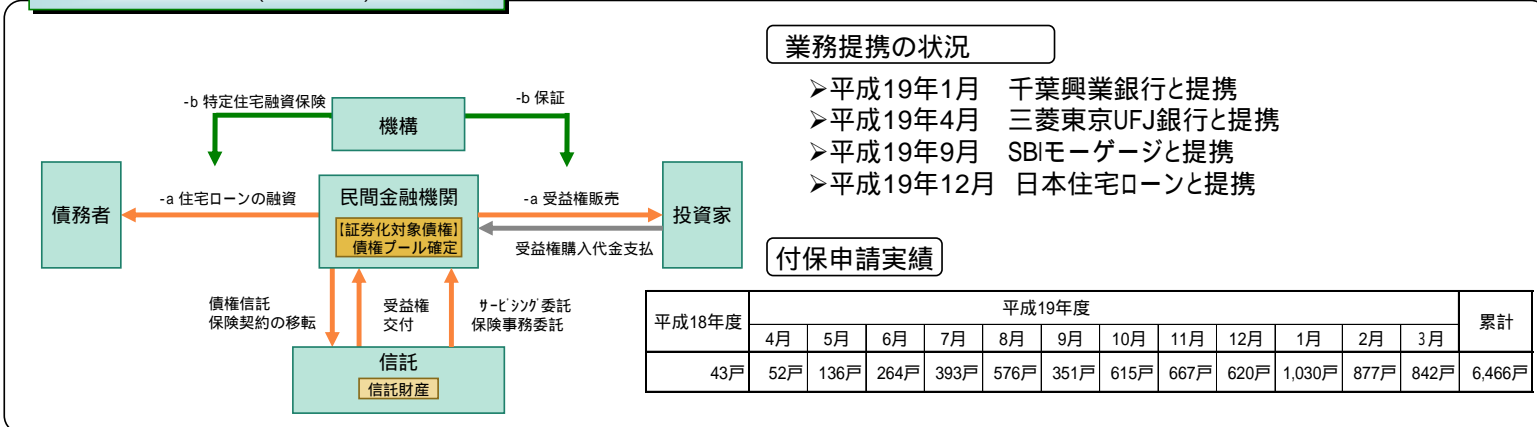 業務提携の状況
➢平成19年1月 千葉興業銀行と提携
➢平成19年4月 三菱東京UFJ銀行と提携
➢平成19年9月 SBIモーゲージと提携
➢平成19年12月 日本住宅ローンと提携
-b 特定住宅融資保険
-b 保証
機構
債務者
-a 住宅ローンの融資
民間金融機関
【証券化対象債権】
債権プール確定
-a 受益権販売
受益権購入代金支払
投資家
債権信託
保険契約の移転
受益権
交付
サービシング委託
保険事務委託
信託
信託財産
付保申請実績
平成18年度 平成19年度 累計
4月 5月 6月 7月 8月 9月 10月 11月 12月 1月 2月 3月
43戸 52戸 136戸 264戸 393戸 576戸 351戸 615戸 667戸 620戸 1,030戸 877戸 842戸 6,466戸